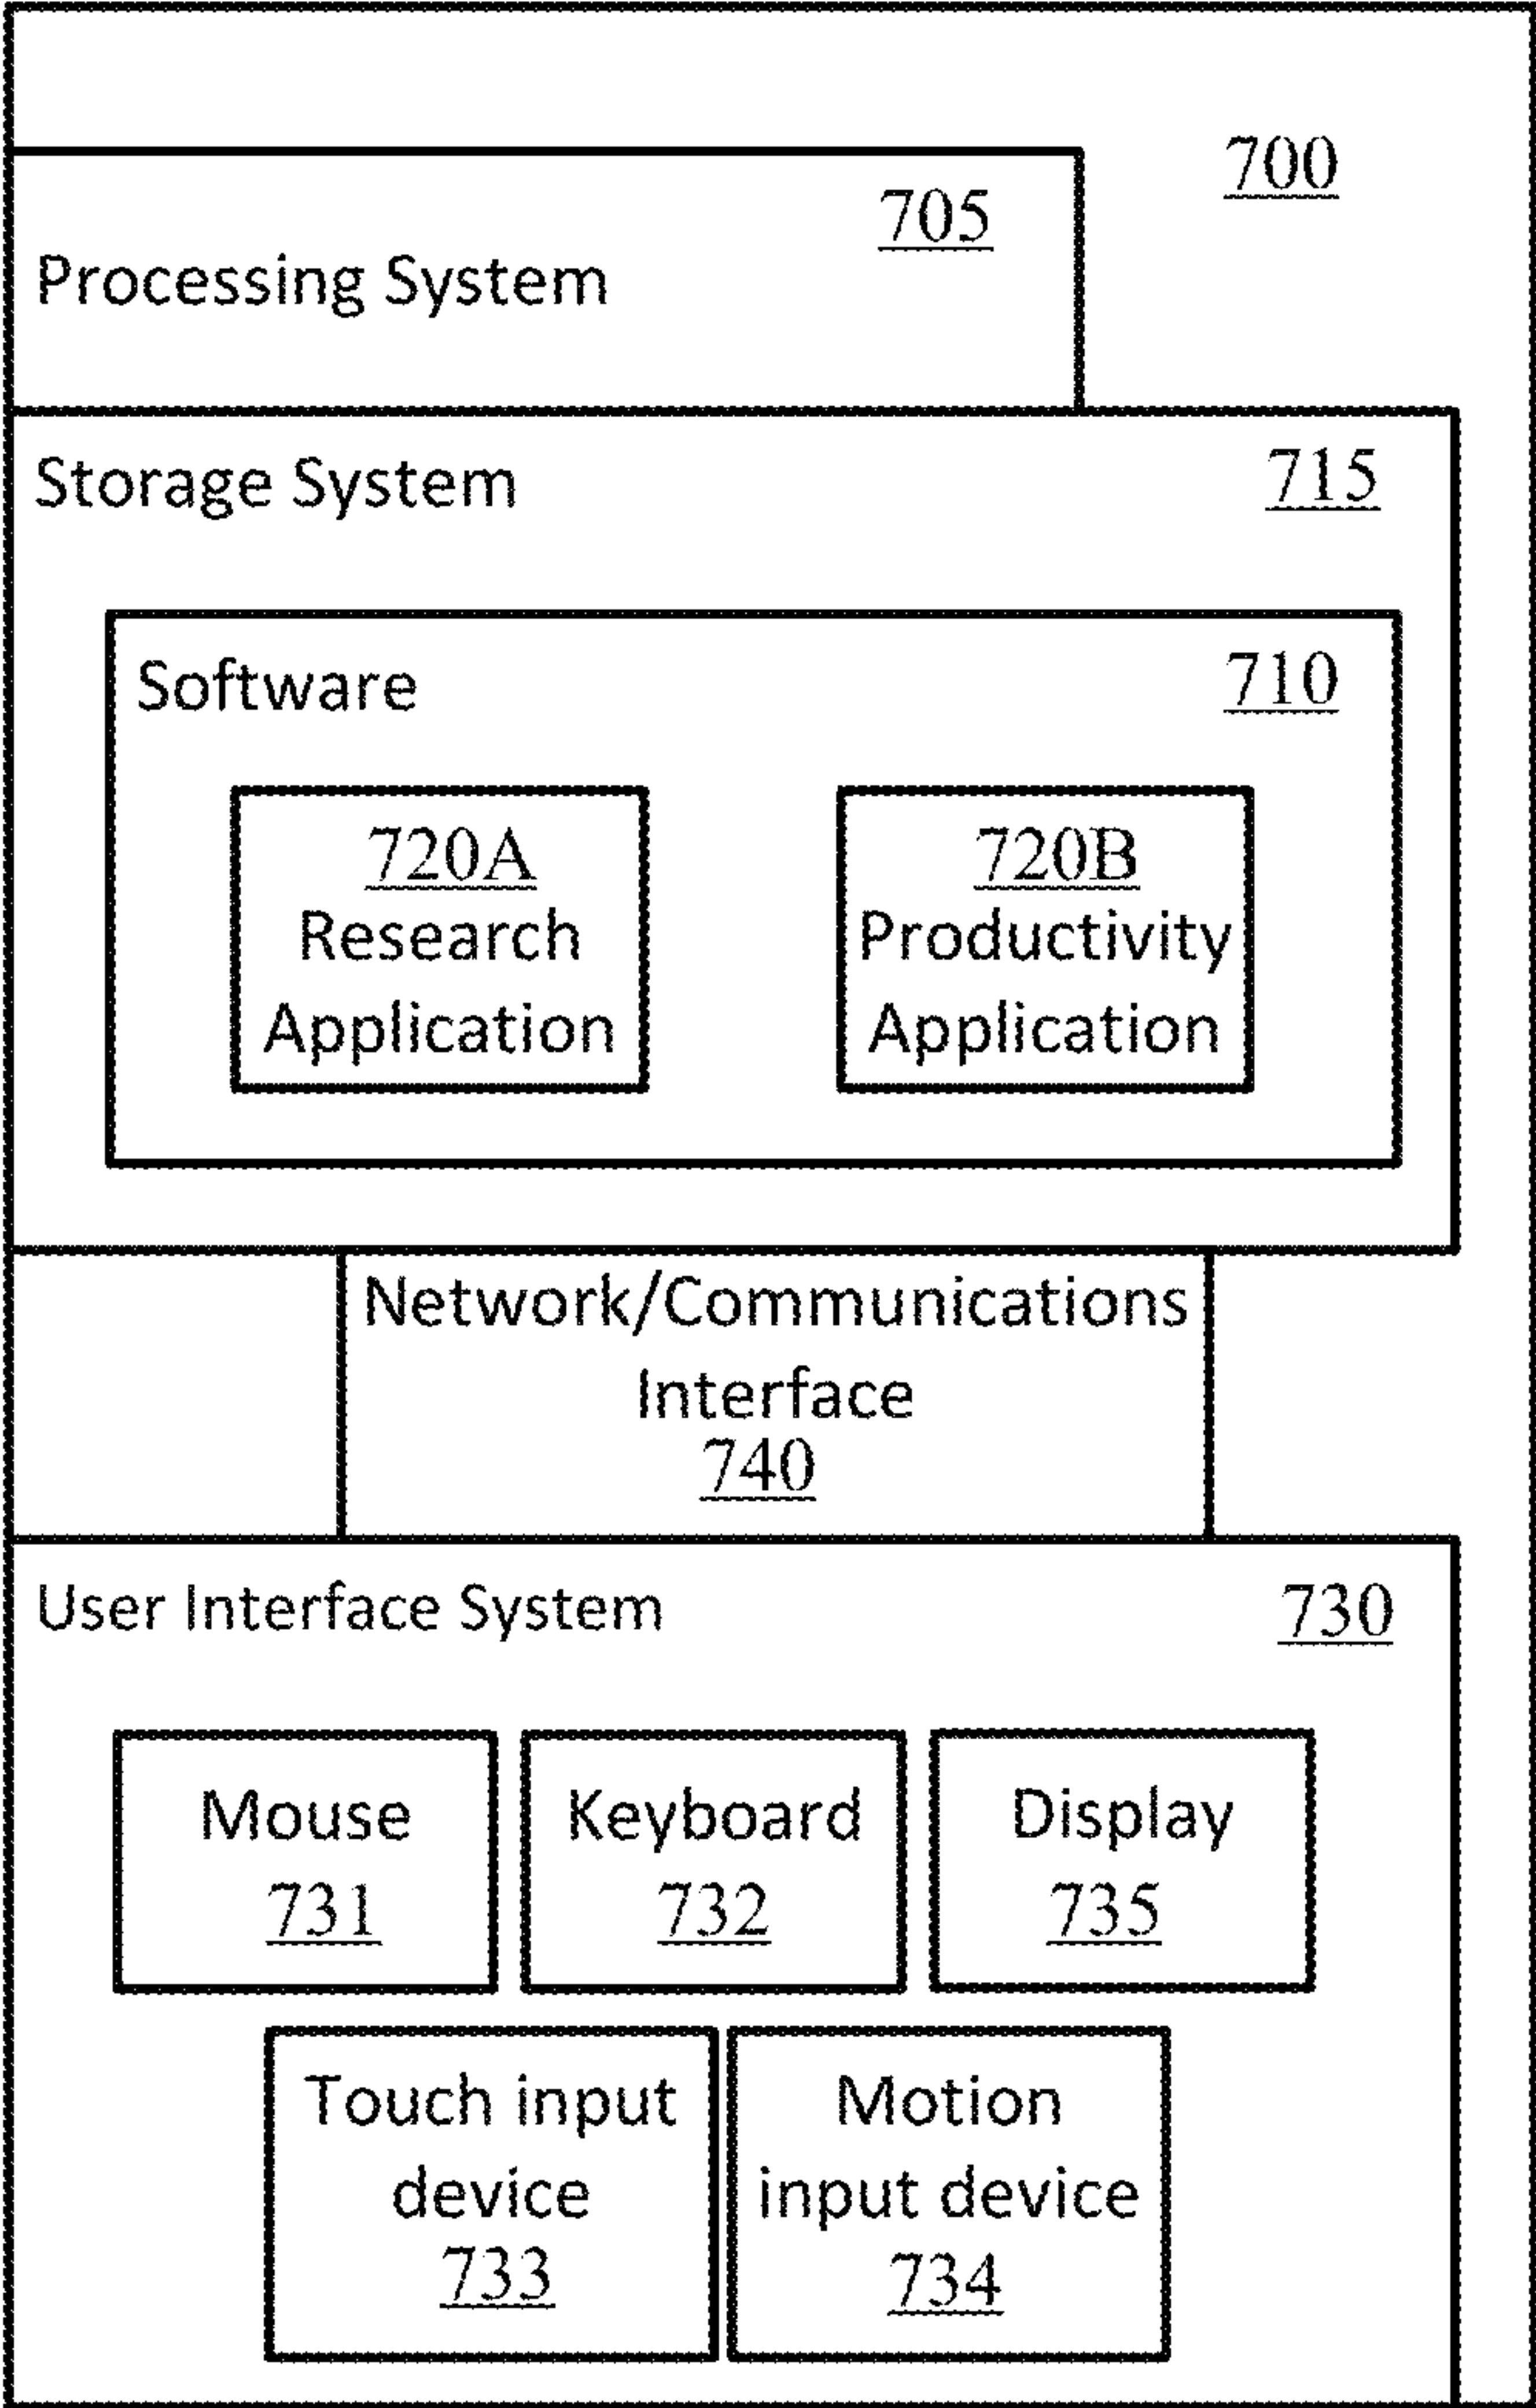 700
705
Processing System
Storage System
715
Software
710
720A
Research
Application
720B
Productivity
Application
Network/Communications
Interface
740
User Interface System
730
Mouse
731
Keyboard
732
Display
735
Touch input
device
733
Motion
input device
734